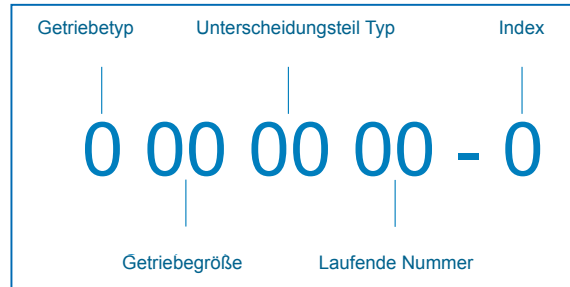 Getriebetyp Unterscheidungsteil Typ Index
0 00 00 00 - 0
Getriebegröße Laufende Nummer